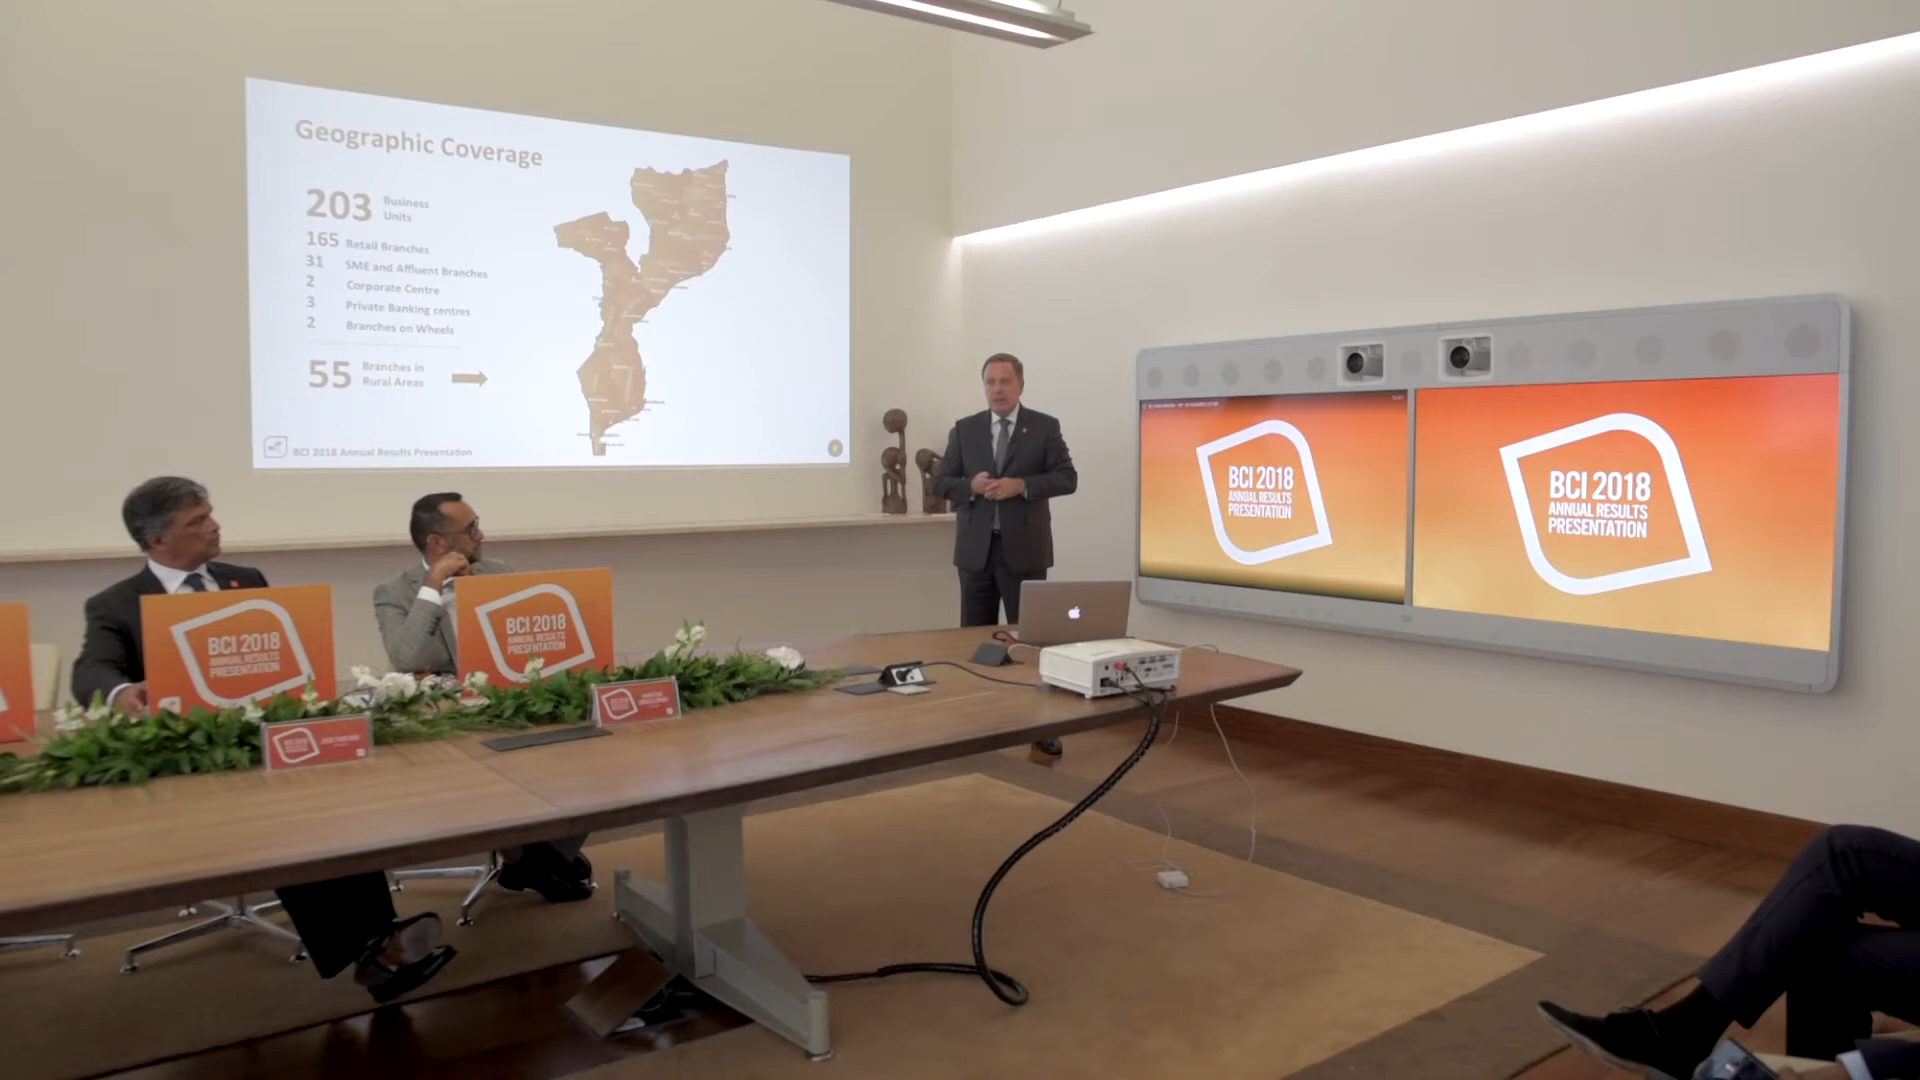 Geographic Coverage
203 Business
Units
165 Retail Branches
31 SME and Affluent Branches
2 Corporate Centre
3 Private Banking centres
2 Branches on Wheels
55 Branches in
Rural Areas
BCI 2018 Annual Results Presentation
BCI 2018
ANNUAL RESULTS
PRESENTATION
BCI 2018
ANNUAL RESULTS
PRESENTATION
BCI 2018
ANNUAL RESULTS
PRESENTATION
BCI 2018
ANNUAL RESULTS
PRESENTATION